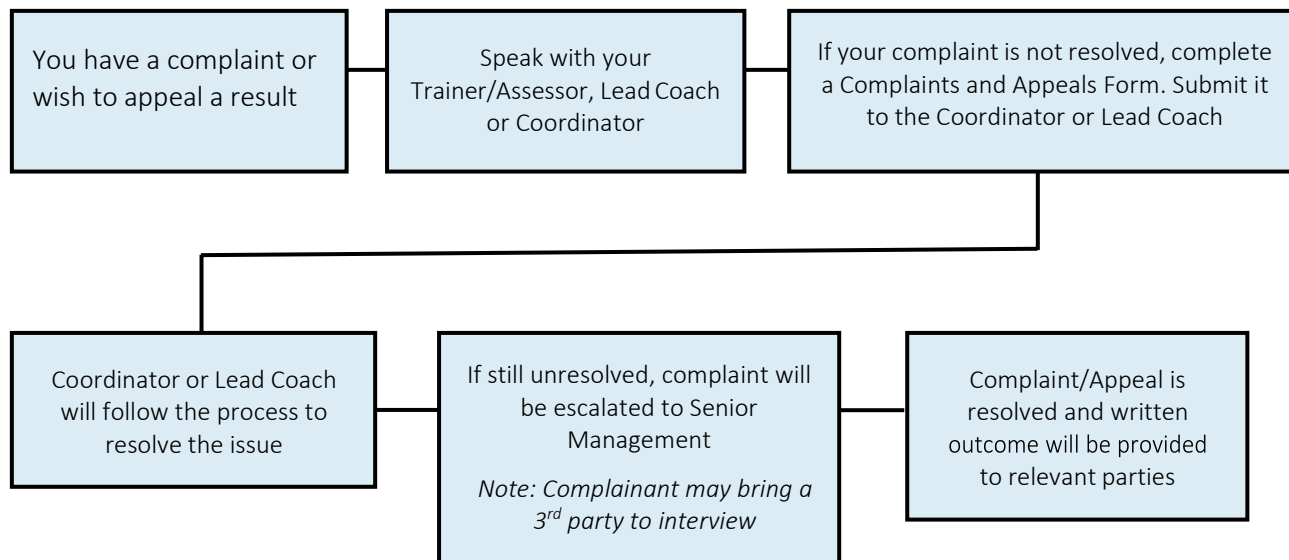 You have a complaint or
wish to appeal a result
Speak with your
Trainer/Assessor, Lead Coach
or Coordinator
If your complaint is not resolved, complete
a Complaints and Appeals Form. Submit it
to the Coordinator or Lead Coach
Coordinator or Lead Coach
will follow the process to
resolve the issue
If still unresolved, complaint will
be escalated to Senior
Management
Note: Complainant may bring a
3rd party to interview
Complaint/Appeal is
resolved and written
outcome will be provided
to relevant parties